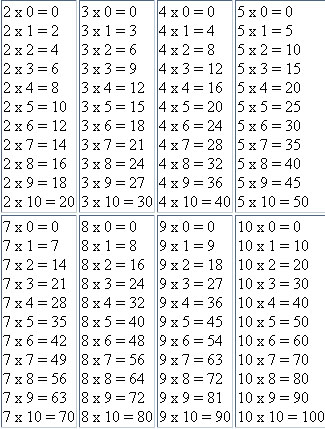 2 x 0 = 0
2 x 1 = 2
2 x 2 = 4
2 x 3 = 6
2 x 4 = 8
2 x 5 = 10
2 x 6 = 12
2 x 7 = 14
2 x 8 = 16
2 x 9 = 18
2 x 10 = 20
3 x 0 = 0
3 x 1 = 3
3 x 2 = 6
3 x 3 = 9
3 x 4 = 12
3 x 5 = 15
3 x 6 = 18
3 x 7 = 21
3 x 8 = 24
3 x 9 = 27
3 x 10 = 30
4 x 0 = 0
4 x 1 = 4
4 x 2 = 8
4 x 3 = 12
4 x 4 = 16
4 x 5 = 20
4 x 6 = 24
4 x 7 = 28
4 x 8 = 32
4 x 9 = 36
4 x 10 = 40
5 x 0 = 0
5 x 1 = 5
5 x 2 = 10
5 x 3 = 15
5 x 4 = 20
5 x 5 = 25
5 x 6 = 30
5 x 7 = 35
5 x 8 = 40
5 x 9 = 45
5 x 10 = 50
7 x 0 = 0
7 x 1 = 7
7 x 2 = 14
7 x 3 = 21
7 x 4 = 28
7 x 5 = 35
7 x 6 = 42
7 x 7 = 49
7 x 8 = 56
7 x 9 = 63
7 x 10 = 70
8 x 0 = 0
8 x 1 = 8
8 x 2 = 16
8 x 3 = 24
8 x 4 = 32
8 x 5 = 40
8 x 6 = 48
8 x 7 = 56
8 x 8 = 64
8 x 9 = 72
8 x 10 = 80
9 x 0 = 0
9 x 1 = 9
9 x 2 = 18
9 x 3 = 27
9 x 4 = 36
9 x 5 = 45
9 x 6 = 54
9 x 7 = 63
9 x 8 = 72
9 x 9 = 81
9 x 10 = 90
10 x 0 = 0
10 x 1 = 10
10 x 2 = 20
10 x 3 = 30
10 x 4 = 40
10 x 5 = 50
10 x 6 = 60
10 x 7 = 70
10 x 8 = 80
10 x 9 = 90
10 x 10 = 100